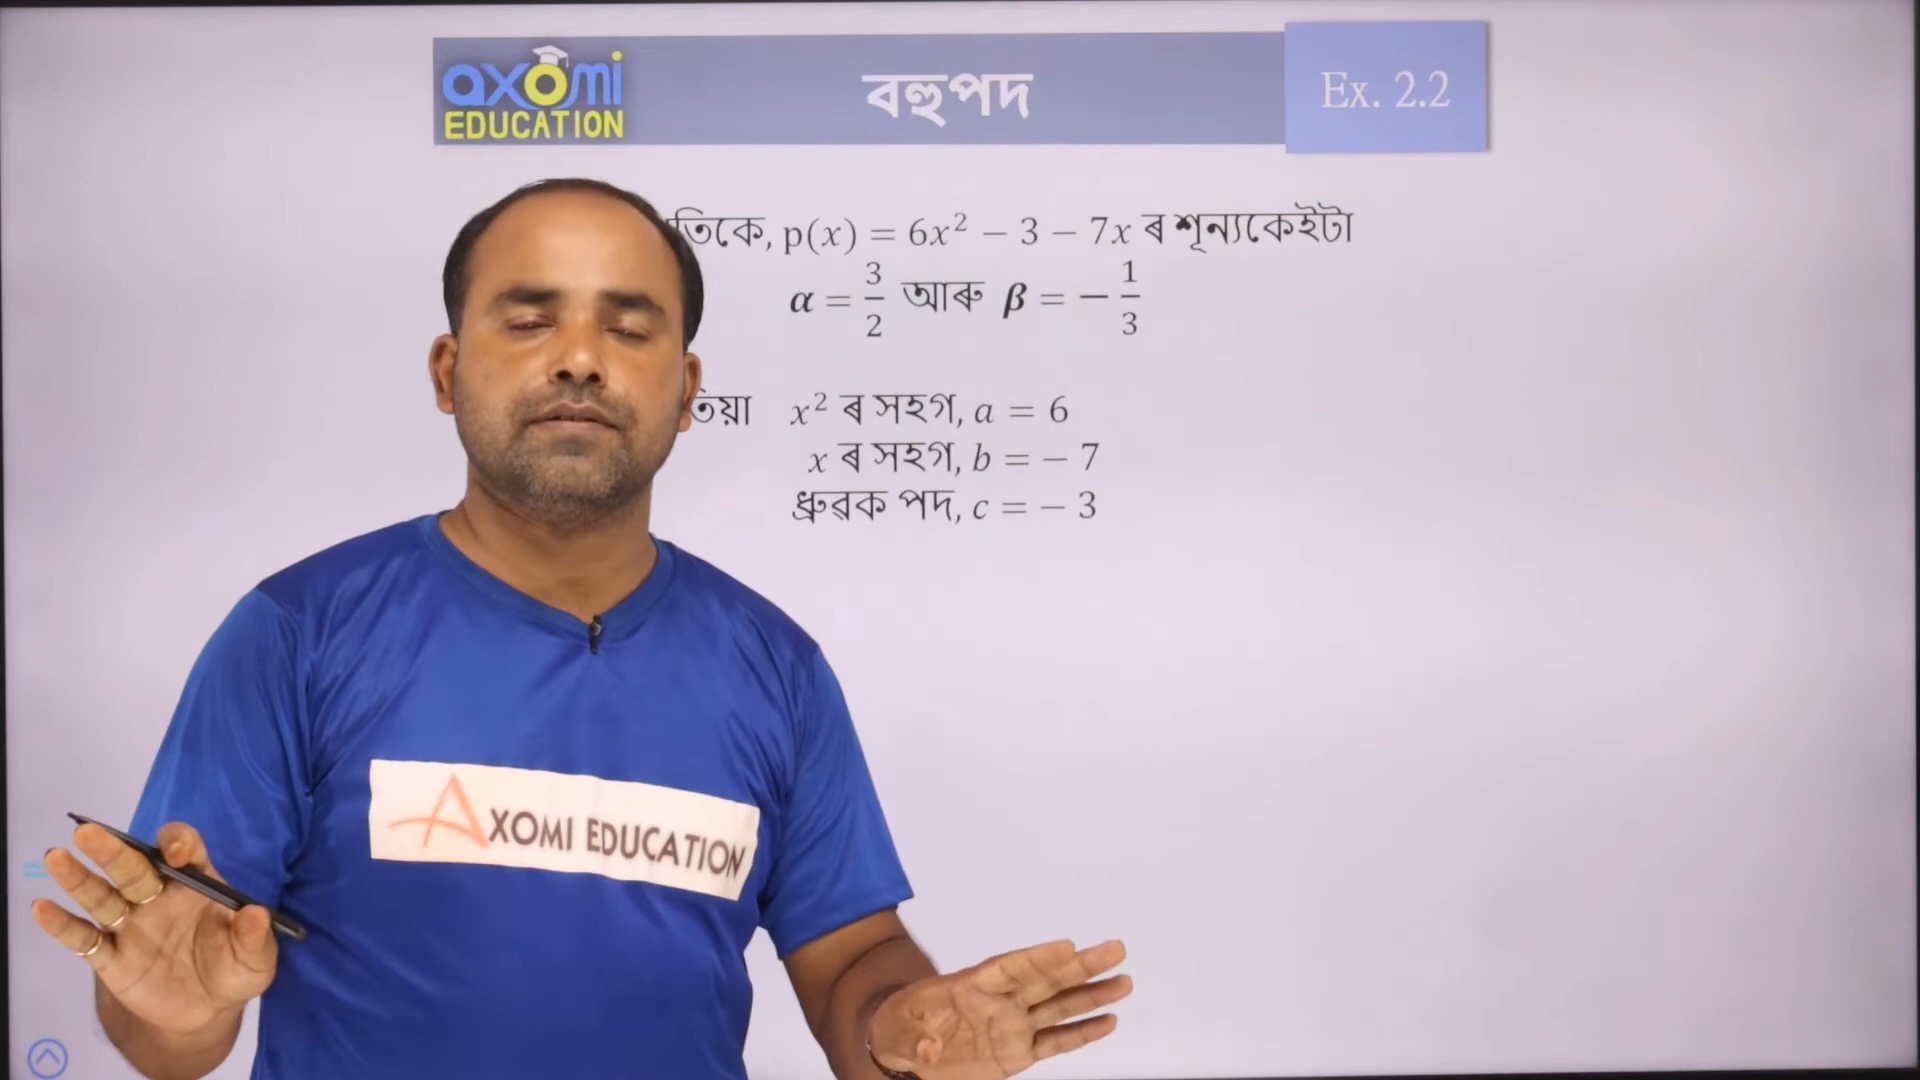 axomi
EDUCATION
বহুপদ
Ex. 2.2
p(x) = 6x² − 3 − 7x ৰ শূন্যকেইটা
α = 3/2 আৰু β = − 1/3
x² ৰ সহগ, a = 6
x ৰ সহগ, b = − 7
ধ্ৰুৱক পদ, c = − 3
AXOMI EDUCATION